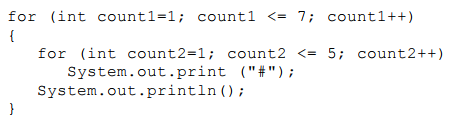 for (int count1=1; count1 <= 7; count1++)
{
    for (int count2=1; count2 <= 5; count2++)
       System.out.print ("#");
    System.out.println();
}